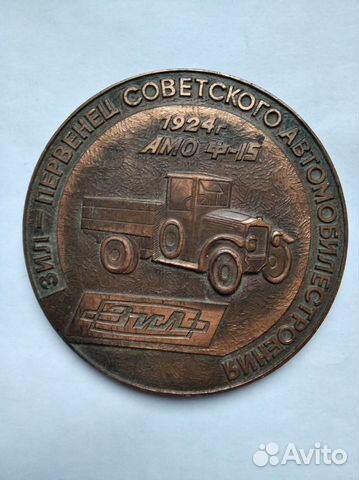 ЗИЛ – ПЕРВЕНЕЦ СОВЕТСКОГО АВТОМОБИЛЕСТРОЕНИЯ
1924г
АМО Ф-15
ЗиЛ
Avito